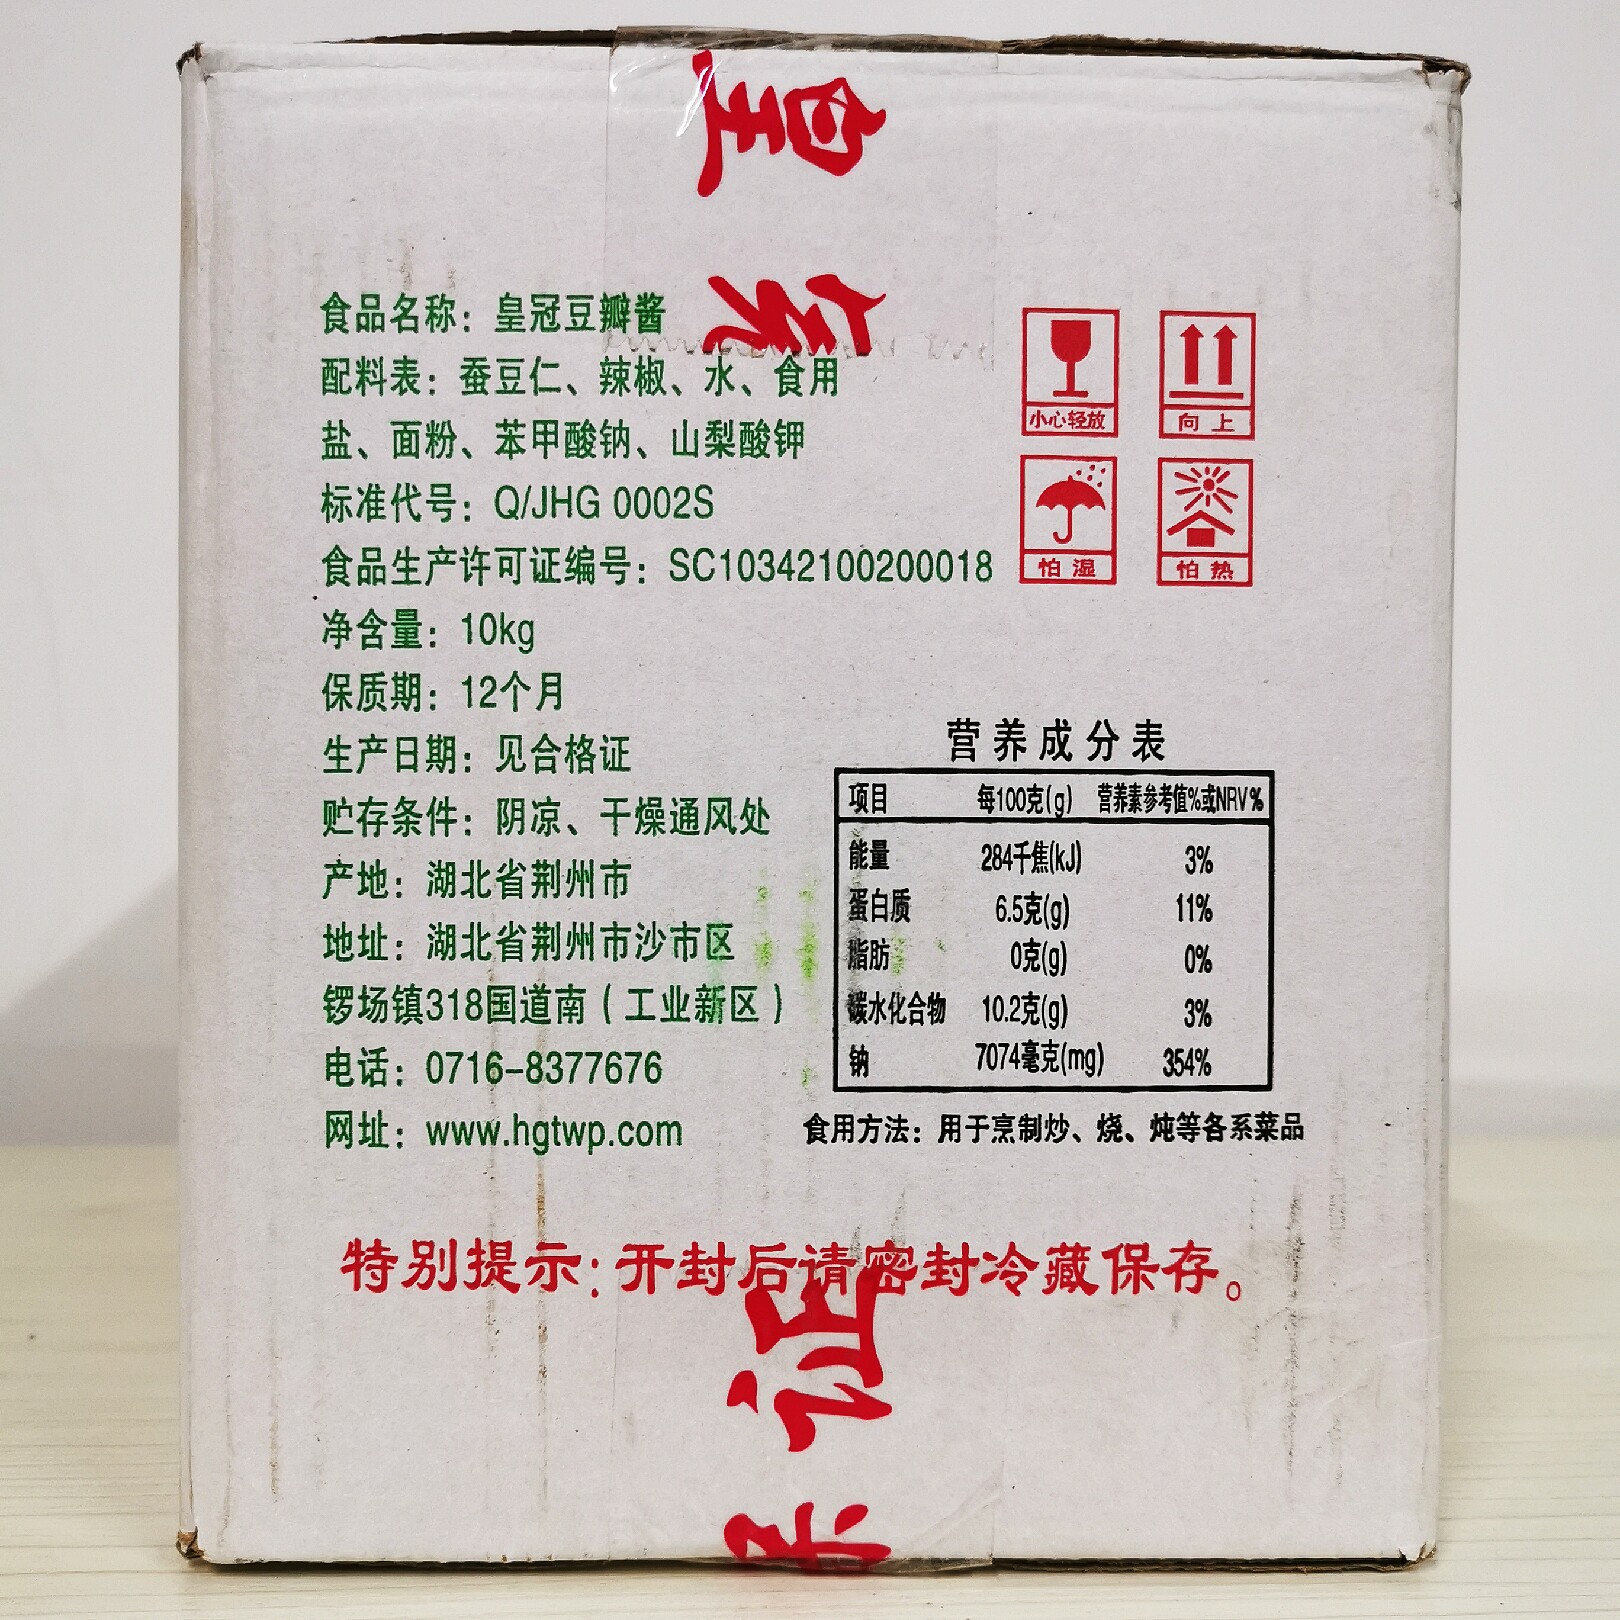 食品名称：皇冠豆瓣酱
配料表：蚕豆仁、辣椒、水、食用
盐、面粉、苯甲酸钠、山梨酸钾
标准代号：Q/JHG 0002S
食品生产许可证编号：SC10342100200018
净含量：10kg
保质期：12个月
生产日期：见合格证
贮存条件：阴凉、干燥通风处
产地：湖北省荆州市
地址：湖北省荆州市沙市区
锣场镇318国道南（工业新区）
电话：0716-8377676
网址：www.hgtwp.com
小心轻放
向上
怕湿
怕热
营养成分表
项目 每100克(g) 营养素参考值%或NRV%
能量 284千焦(kJ) 3%
蛋白质 6.5克(g) 11%
脂肪 0克(g) 0%
碳水化合物 10.2克(g) 3%
钠 7074毫克(mg) 354%
食用方法：用于烹制炒、烧、炖等各系菜品
特别提示：开封后请密封冷藏保存。
保证
皇